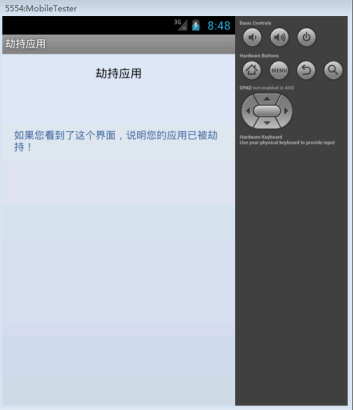 5554:MobileTester
3G
8:48
劫持应用
劫持应用
如果您看到了这个界面，说明您的应用已被劫
持！
Basic Controls
Hardware Buttons
MENU
DPAD not enabled in AVD
Hardware Keyboard
Use your physical keyboard to provide input